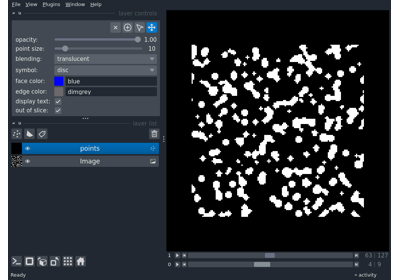 File View Plugins Window Help
layer controls
opacity: 1.00
point size: 10
blending: translucent
symbol: disc
face color: blue
edge color: dimgrey
display text:
out of slice:
layer list
points
Image
1 63 127
0 4 9
Ready activity